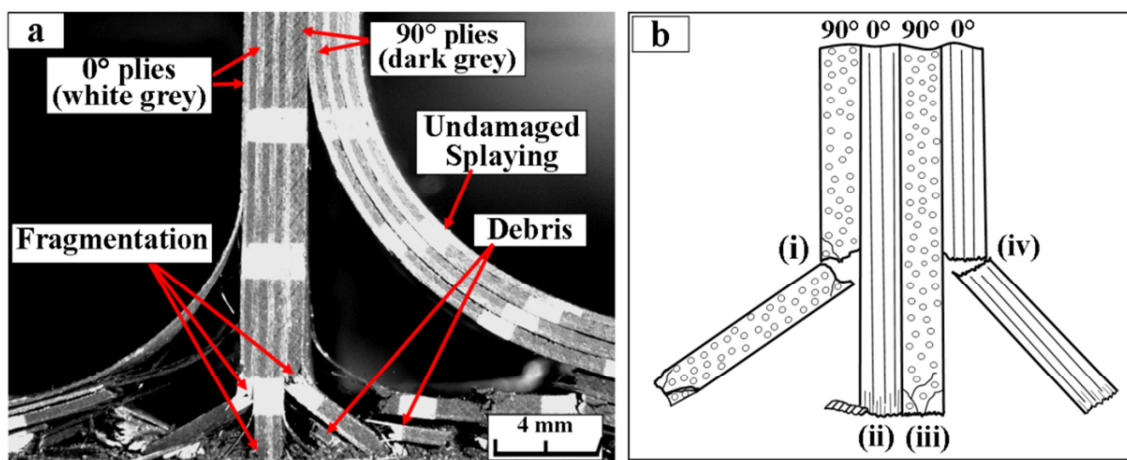 a
0° plies
(white grey)
90° plies
(dark grey)
Undamaged
Splaying
Fragmentation
Debris
4 mm
b
90° 0° 90° 0°
(i)
(iv)
(ii) (iii)